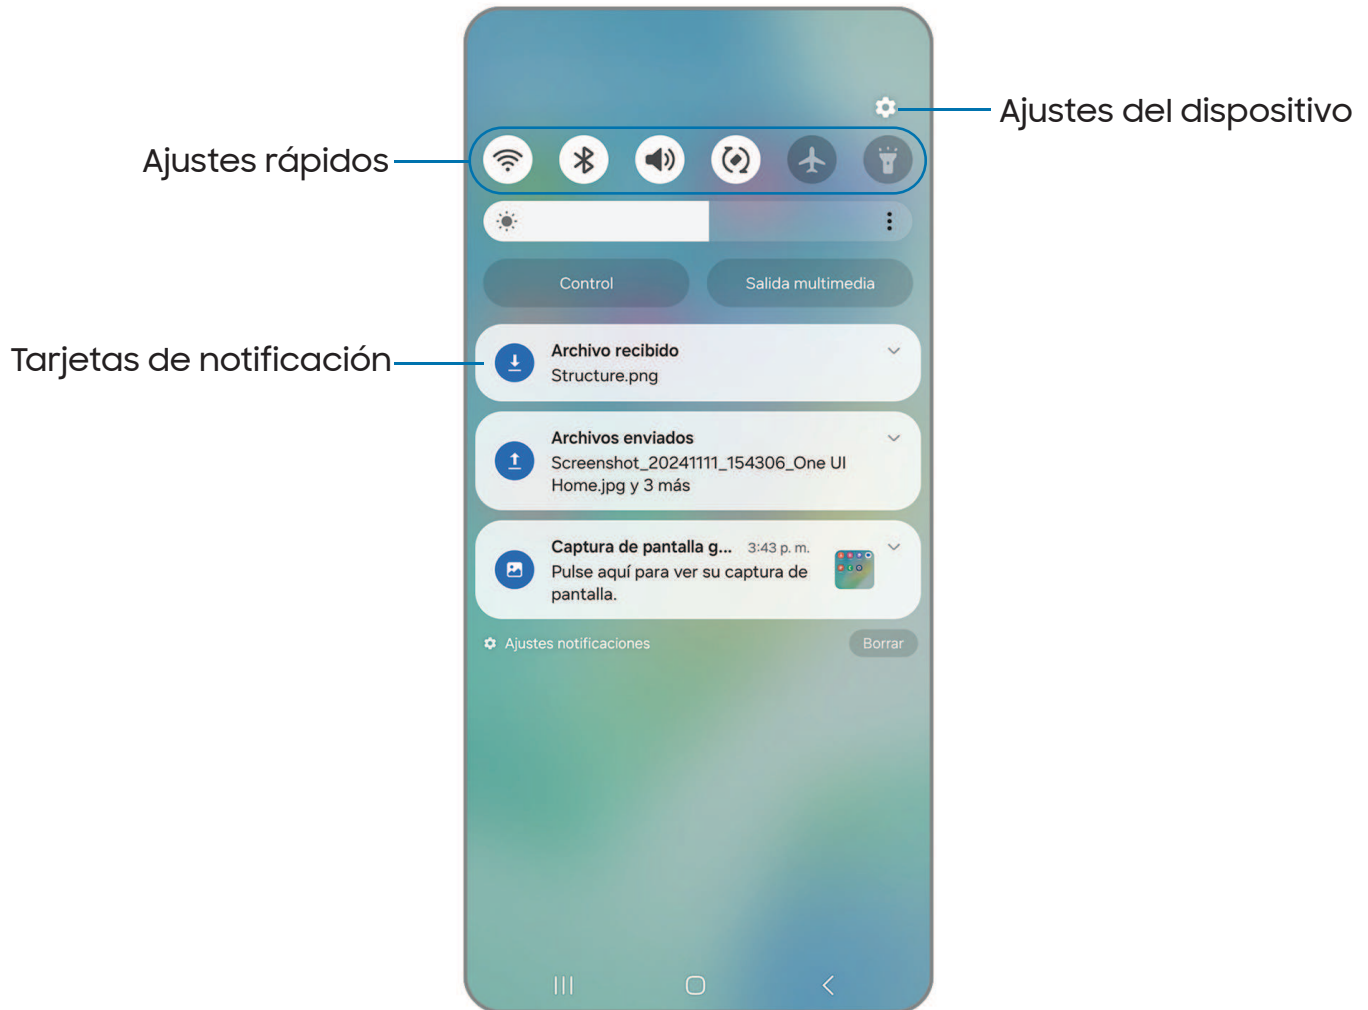 Ajustes del dispositivo
Ajustes rápidos
Control
Salida multimedia
Tarjetas de notificación
Archivo recibido
Structure.png
Archivos enviados
Screenshot_20241111_154306_One UI
Home.jpg y 3 más
Captura de pantalla g... 3:43 p. m.
Pulse aquí para ver su captura de
pantalla.
Ajustes notificaciones
Borrar